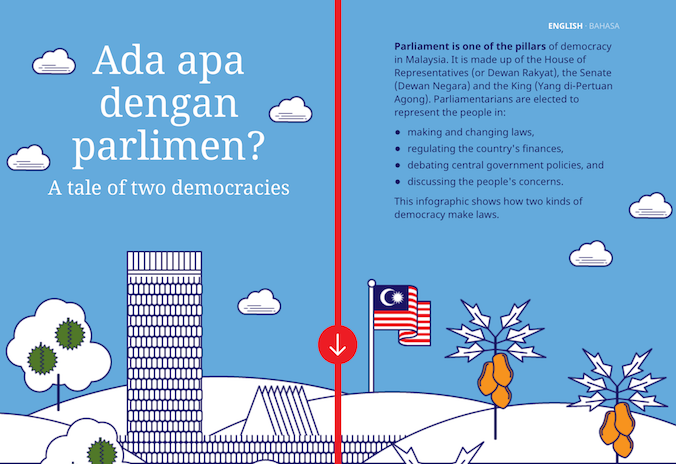 Ada apa
dengan
parlimen?
A tale of two democracies
ENGLISH · BAHASA
Parliament is one of the pillars of democracy
in Malaysia. It is made up of the House of
Representatives (or Dewan Rakyat), the Senate
(Dewan Negara) and the King (Yang di-Pertuan
Agong). Parliamentarians are elected to
represent the people in:
● making and changing laws,
● regulating the country's finances,
● debating central government policies, and
● discussing the people's concerns.
This infographic shows how two kinds of
democracy make laws.